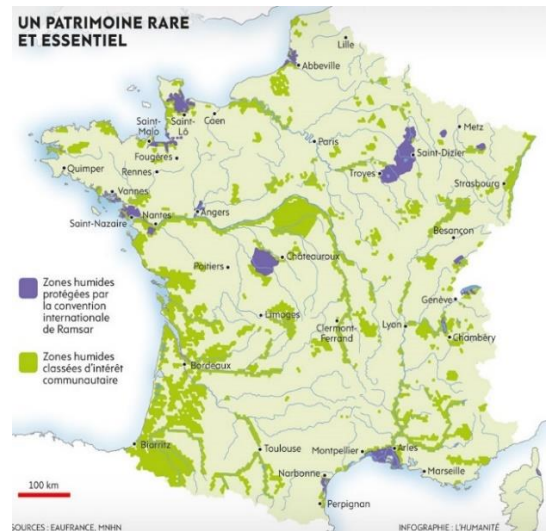 UN PATRIMOINE RARE
ET ESSENTIEL
Lille
Abbeville
Saint-
Lô
Caen
Metz
Saint-
Malo
Paris
Saint-Dizier
Fougères
Troyes
Strasbourg
Quimper
Rennes
Vannes
Angers
Saint-Nazaire
Nantes
Besançon
Châteauroux
Poitiers
Genève
Limoges
Clermont-
Ferrand
Lyon
Chambéry
Bordeaux
Zones humides
protégées par
la convention
internationale
de Ramsar
Zones humides
classées d'intérêt
communautaire
Biarritz
Toulouse
Montpellier
Arles
Narbonne
Marseille
Perpignan
100 km
SOURCES : EAUFRANCE, MNHN
INFOGRAPHIE : L'HUMANITÉ